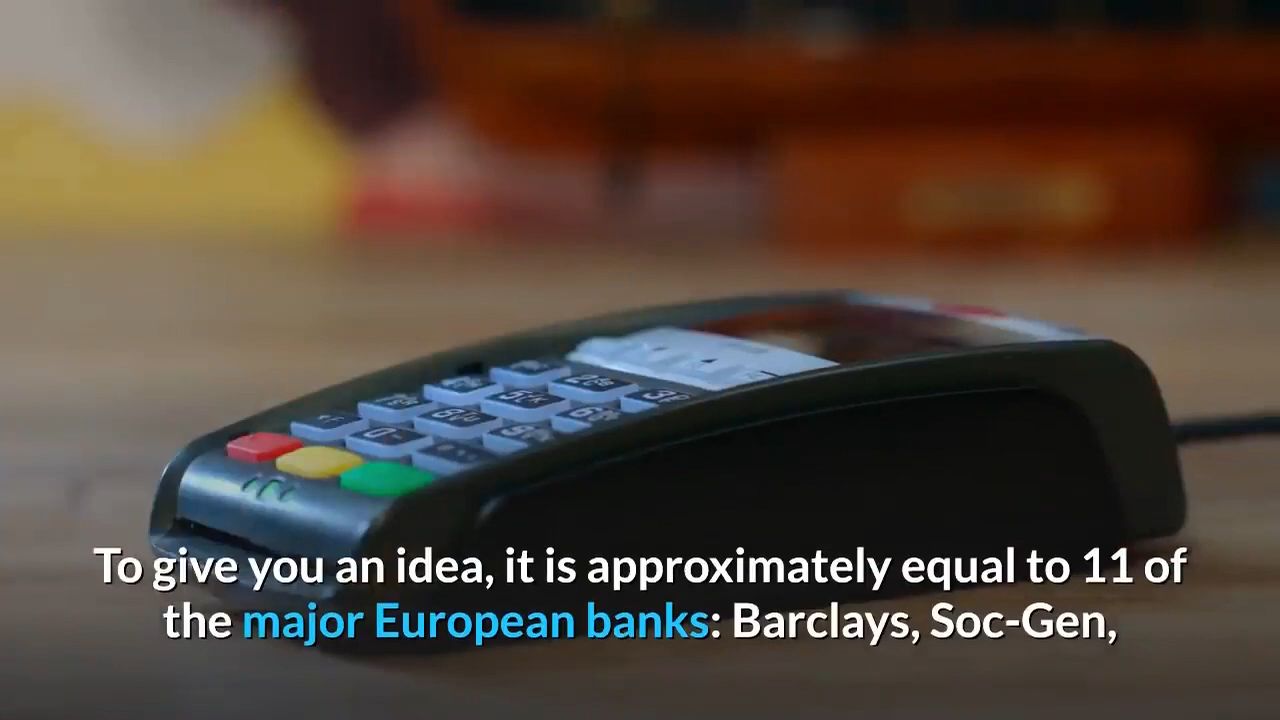 To give you an idea, it is approximately equal to 11 of
the major European banks: Barclays, Soc-Gen,